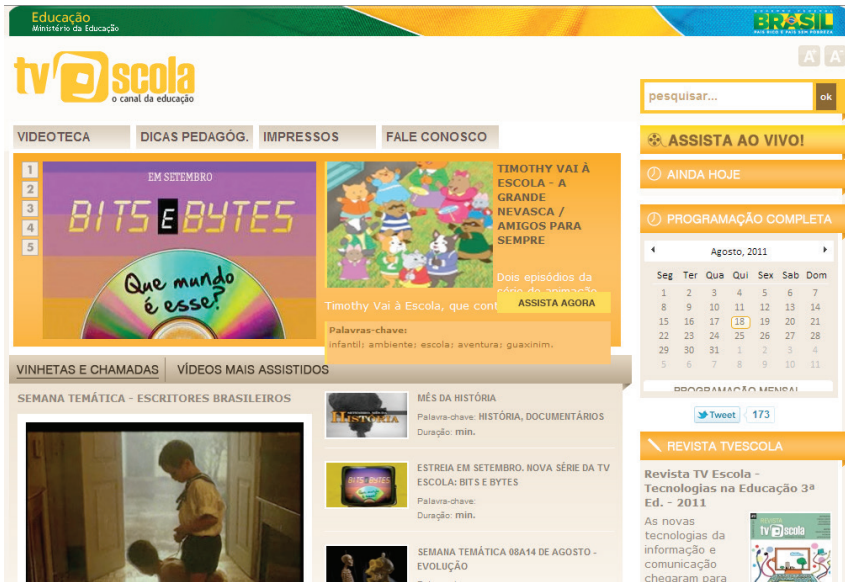 Educação
Ministério da Educação
BRASIL
PAÍS RICO É PAÍS SEM POBREZA
tv escola
o canal da educação
A+ A-
pesquisar... ok
VIDEOTECA DICAS PEDAGÓG. IMPRESSOS FALE CONOSCO
ASSISTA AO VIVO!
AINDA HOJE
PROGRAMAÇÃO COMPLETA
1
2
3
4
5
EM SETEMBRO
BITS E BYTES
Que mundo
é esse?
TIMOTHY VAI À
ESCOLA - A
GRANDE
NEVASCA /
AMIGOS PARA
SEMPRE
Dois episódios da
série de animação
Timothy Vai à Escola, que cont
ASSISTA AGORA
Palavras-chave:
infantil; ambiente; escola; aventura; guaxinim.
Agosto, 2011
Seg Ter Qua Qui Sex Sab Dom
1 2 3 4 5 6 7
8 9 10 11 12 13 14
15 16 17 18 19 20 21
22 23 24 25 26 27 28
29 30 31 1 2 3 4
5 6 7 8 9 10 11
PROGRAMAÇÃO MENSAL
Tweet 173
VINHETAS E CHAMADAS VÍDEOS MAIS ASSISTIDOS
SEMANA TEMÁTICA - ESCRITORES BRASILEIROS
HISTÓRIA
MÊS DA HISTÓRIA
Palavra-chave: HISTÓRIA, DOCUMENTÁRIOS
Duração: min.
BITS E BYTES
ESTREIA EM SETEMBRO. NOVA SÉRIE DA TV
ESCOLA: BITS E BYTES
Palavra-chave:
Duração: min.
SEMANA TEMÁTICA 08A14 DE AGOSTO -
EVOLUÇÃO
REVISTA TVESCOLA
Revista TV Escola -
Tecnologias na Educação 3ª
Ed. - 2011
As novas
tecnologias da
informação e
comunicação
chegaram para
REVISTA
tv escola